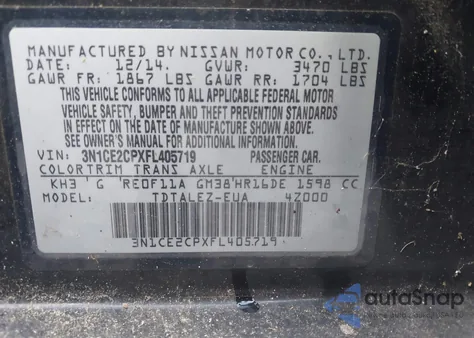 MANUFACTURED BY NISSAN MOTOR CO., LTD.
DATE: 12/14. GVWR: 3470 LBS
GAWR FR: 1867 LBS GAWR RR: 1704 LBS
THIS VEHICLE CONFORMS TO ALL APPLICABLE FEDERAL MOTOR
VEHICLE SAFETY, BUMPER AND THEFT PREVENTION STANDARDS
IN EFFECT ON THE DATE OF MANUFACTURE SHOWN ABOVE.
SEE OWNER'S MANUAL FOR ADDITIONAL INFORMATION
VIN: 3N1CE2CPXFL405719 PASSENGER CAR.
COLORTRIM TRANS AXLE ENGINE
KH3 ' G 'RE0F11A GM38'HR16DE 1598 CC
MODEL: TDTALEZ-EUA 4Z000
3N1CE2CPXFL405719
autoSnap